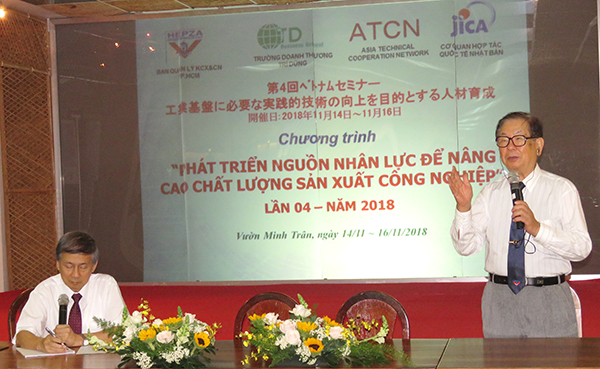 HEPZA
BAN QUẢN LÝ KCX&CN
TP.HCM
TD
Business School
TRƯỜNG DOANH THƯƠNG
TRÍ DŨNG
ATCN
ASIA TECHNICAL
COOPERATION NETWORK
JICA
CƠ QUAN HỢP TÁC
QUỐC TẾ NHẬT BẢN
第4回ベトナムセミナー
工具基盤に必要な実践的技術の向上を目的とする人材育成
開催日:2018年11月14日~11月16日
Chương trình
"PHÁT TRIỂN NGUỒN NHÂN LỰC ĐỂ NÂNG
CAO CHẤT LƯỢNG SẢN XUẤT CÔNG NGHIỆP"
LẦN 04 – NĂM 2018
Vườn Minh Trân, ngày 14/11 ~ 16/11/2018